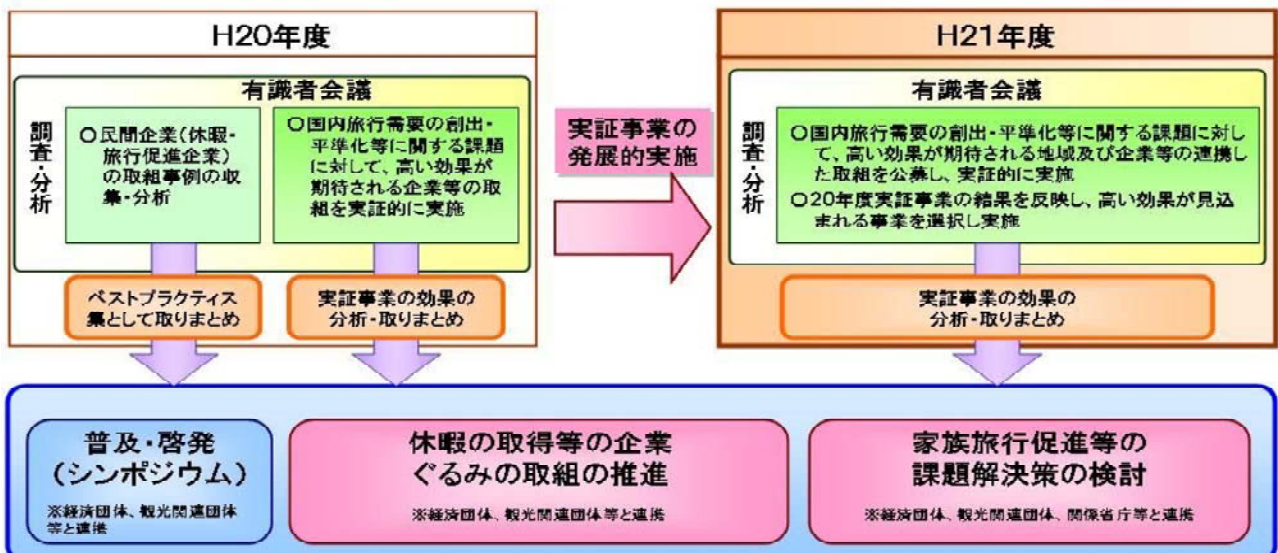 H20年度
有識者会議
調査・分析
○民間企業(休暇・
旅行促進企業)
の取組事例の収
集・分析
○国内旅行需要の創出・
平準化等に関する課題
に対して、高い効果が
期待される企業等の取
組を実証的に実施
ベストプラクティス
集として取りまとめ
実証事業の効果の
分析・取りまとめ
実証事業の
発展的実施
H21年度
有識者会議
調査・分析
○国内旅行需要の創出・平準化等に関する課題に対し
て、高い効果が期待される地域及び企業等の連携し
た取組を公募し、実証的に実施
○20年度実証事業の結果を反映し、高い効果が見込
まれる事業を選択し実施
実証事業の効果の
分析・取りまとめ
普及・啓発
(シンポジウム)
※経済団体、観光関連団体
等と連携
休暇の取得等の企業
ぐるみの取組の推進
※経済団体、観光関連団体等と連携
家族旅行促進等の
課題解決策の検討
※経済団体、観光関連団体、関係省庁等と連携